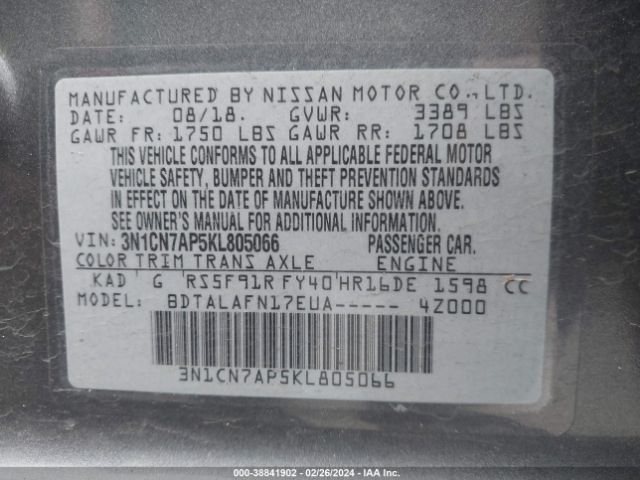 MANUFACTURED BY NISSAN MOTOR CO., LTD.
DATE: 08/18. GVWR: 3389 LBS
GAWR FR: 1750 LBS GAWR RR: 1708 LBS
THIS VEHICLE CONFORMS TO ALL APPLICABLE FEDERAL MOTOR
VEHICLE SAFETY, BUMPER AND THEFT PREVENTION STANDARDS
IN EFFECT ON THE DATE OF MANUFACTURE SHOWN ABOVE.
SEE OWNER'S MANUAL FOR ADDITIONAL INFORMATION.
VIN: 3N1CN7AP5KL805066 PASSENGER CAR.
COLOR TRIM TRANS AXLE ENGINE
KAD ' G ' RS5F91R FY40'HR16DE 1598 CC
MODEL: BDTALAFN17EUA----- 4Z000
3N1CN7AP5KL805066
000-38841902 - 02/26/2024 - IAA Inc.